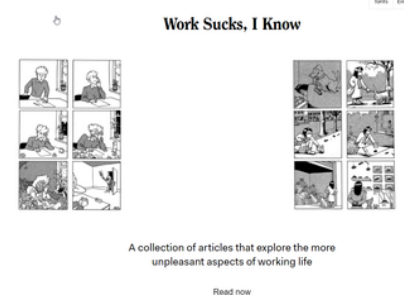 Work Sucks, I Know
A collection of articles that explore the more
unpleasant aspects of working life
Read now